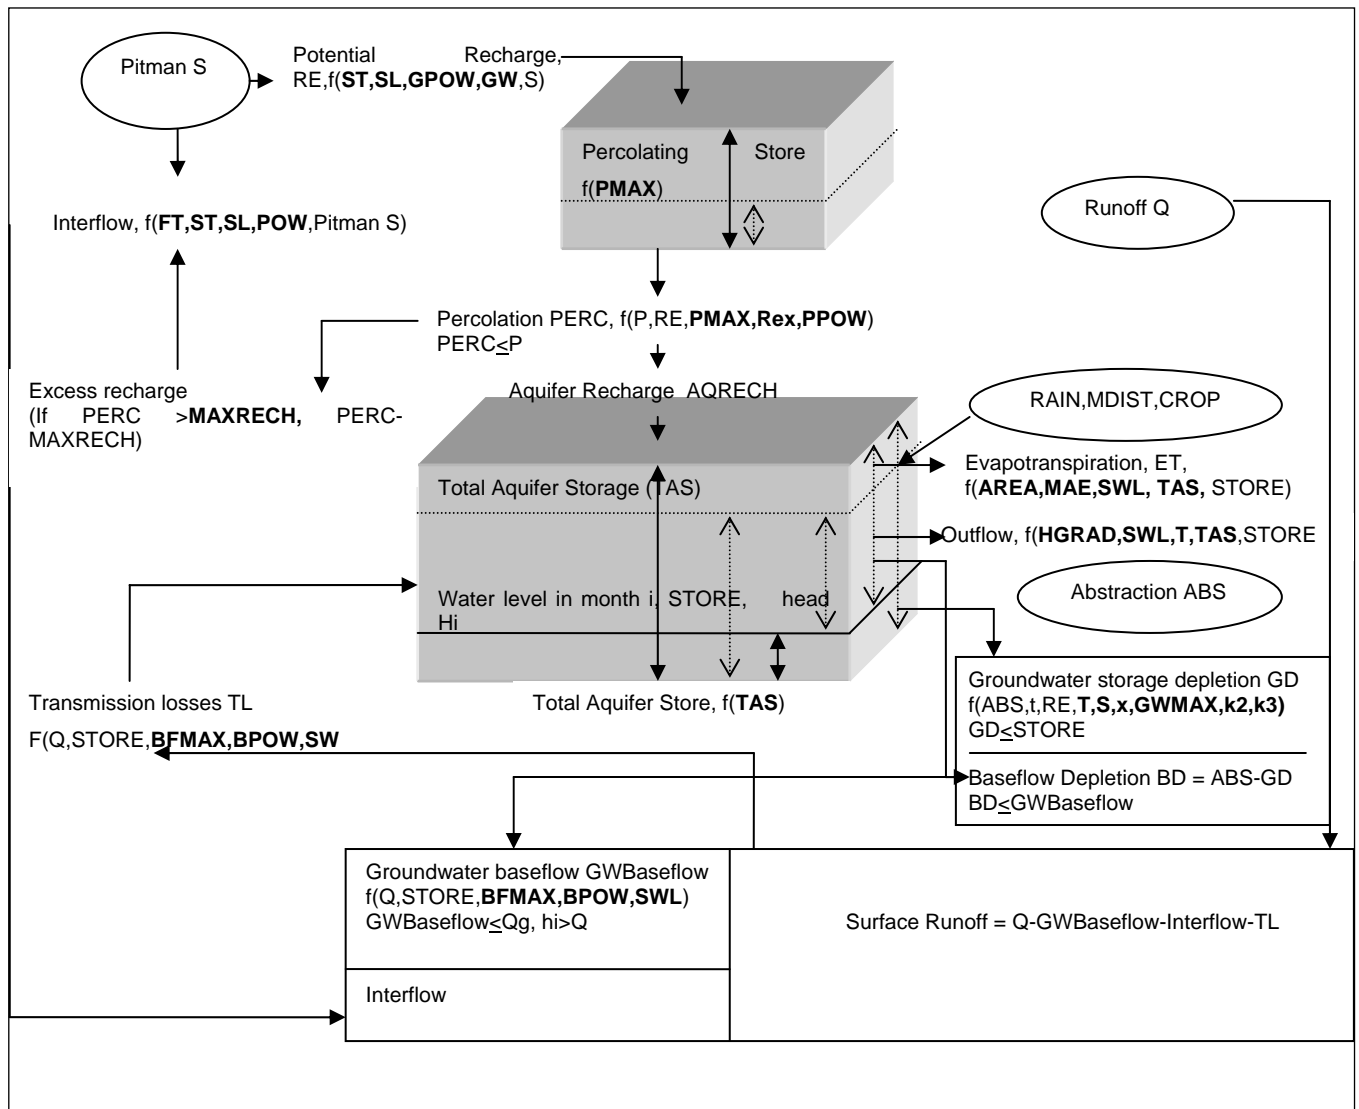 Pitman S
Potential Recharge,
RE,f(ST,SL,GPOW,GW,S)
Percolating Store
f(PMAX)
Runoff Q
Interflow, f(FT,ST,SL,POW,Pitman S)
Percolation PERC, f(P,RE,PMAX,Rex,PPOW)
PERC≤P
Excess recharge
(If PERC >MAXRECH, PERC-
MAXRECH)
Aquifer Recharge AQRECH
RAIN,MDIST,CROP
Evapotranspiration, ET,
f(AREA,MAE,SWL, TAS, STORE)
Total Aquifer Storage (TAS)
Outflow, f(HGRAD,SWL,T,TAS,STORE
Water level in month i, STORE, head
Hi
Abstraction ABS
Total Aquifer Store, f(TAS)
Groundwater storage depletion GD
f(ABS,t,RE,T,S,x,GWMAX,k2,k3)
GD≤STORE
Baseflow Depletion BD = ABS-GD
BD≤GWBaseflow
Transmission losses TL
F(Q,STORE,BFMAX,BPOW,SW
Groundwater baseflow GWBaseflow
f(Q,STORE,BFMAX,BPOW,SWL)
GWBaseflow≤Qg, hi>Q
Surface Runoff = Q-GWBaseflow-Interflow-TL
Interflow